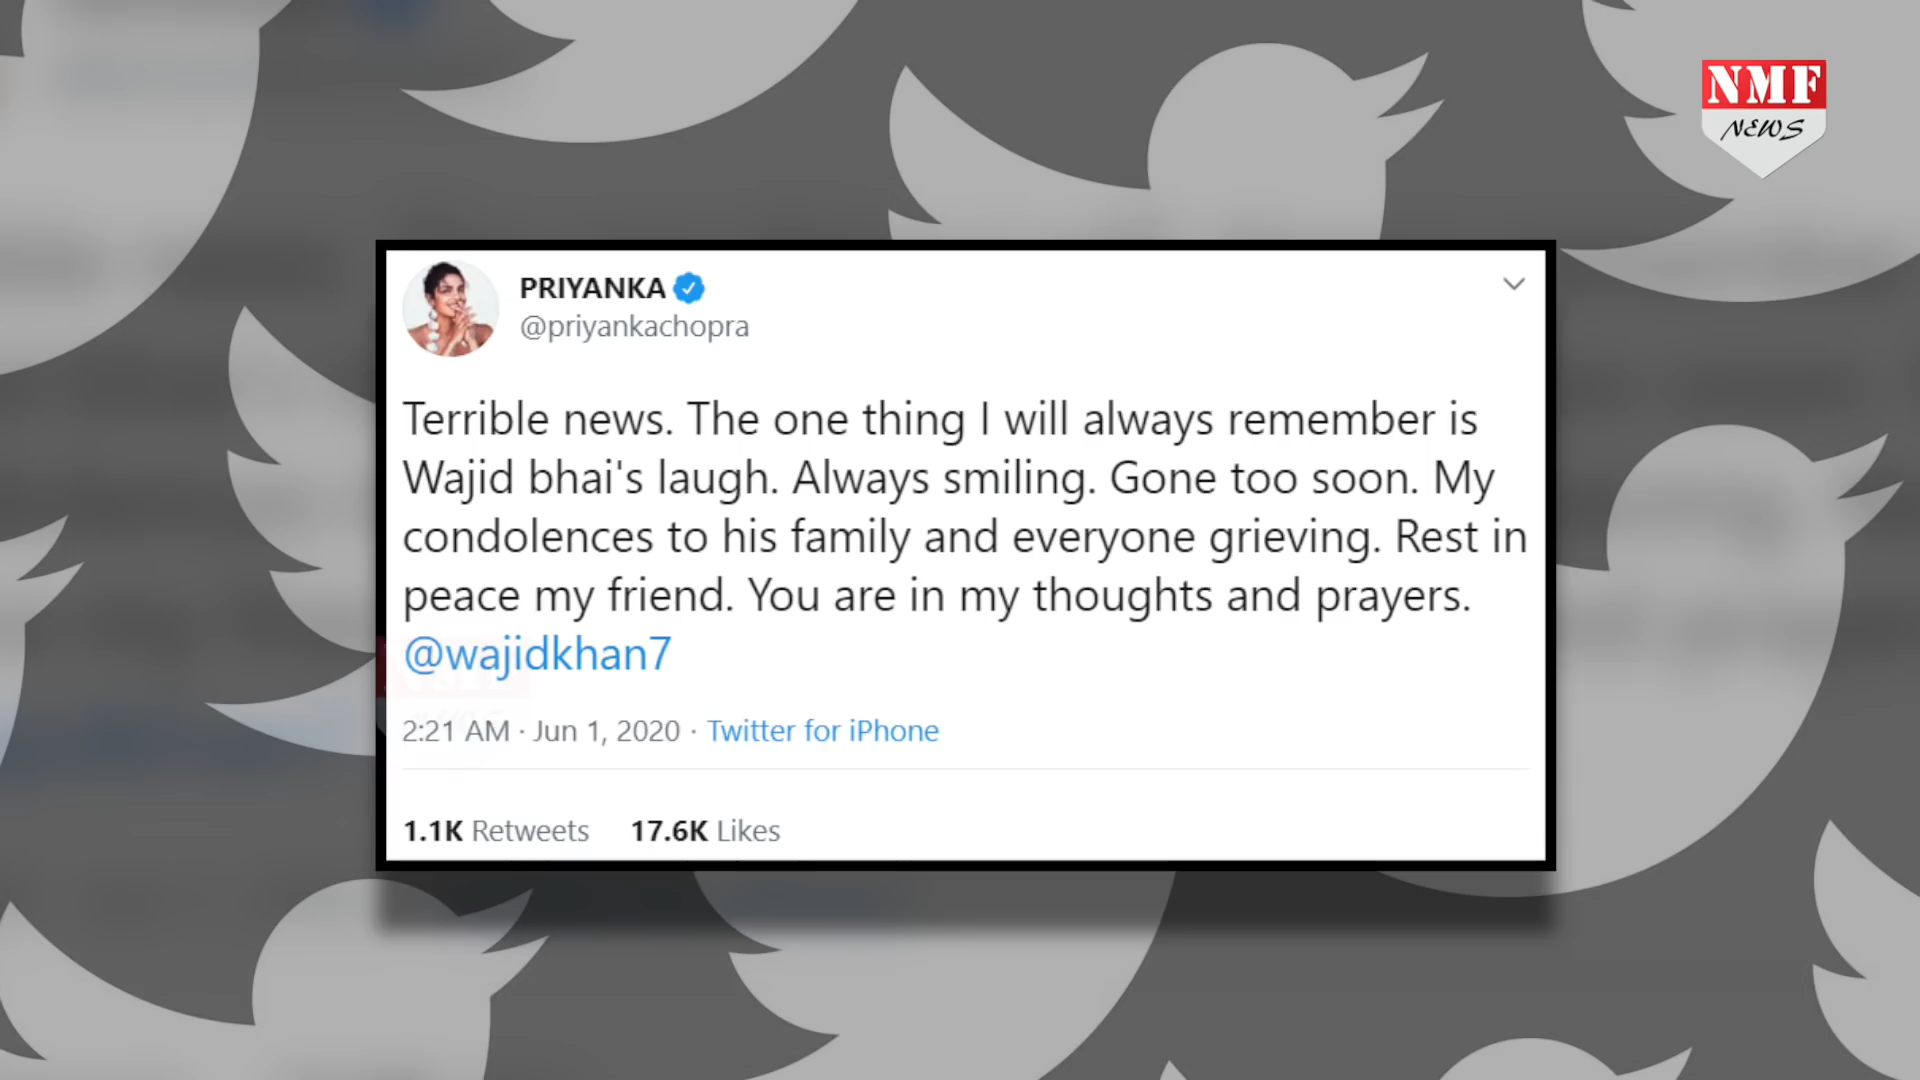 NMF
NEWS
PRIYANKA
@priyankachopra
Terrible news. The one thing I will always remember is
Wajid bhai's laugh. Always smiling. Gone too soon. My
condolences to his family and everyone grieving. Rest in
peace my friend. You are in my thoughts and prayers.
@wajidkhan7
2:21 AM · Jun 1, 2020 · Twitter for iPhone
1.1K Retweets 17.6K Likes